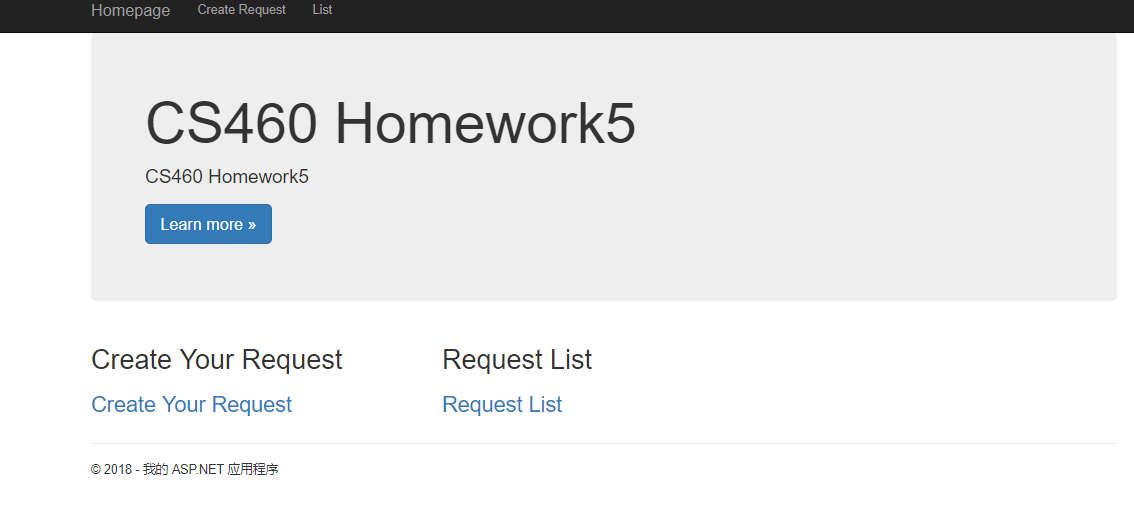 Homepage Create Request List
CS460 Homework5
CS460 Homework5
Learn more »
Create Your Request Request List
Create Your Request Request List
© 2018 - 我的 ASP.NET 应用程序